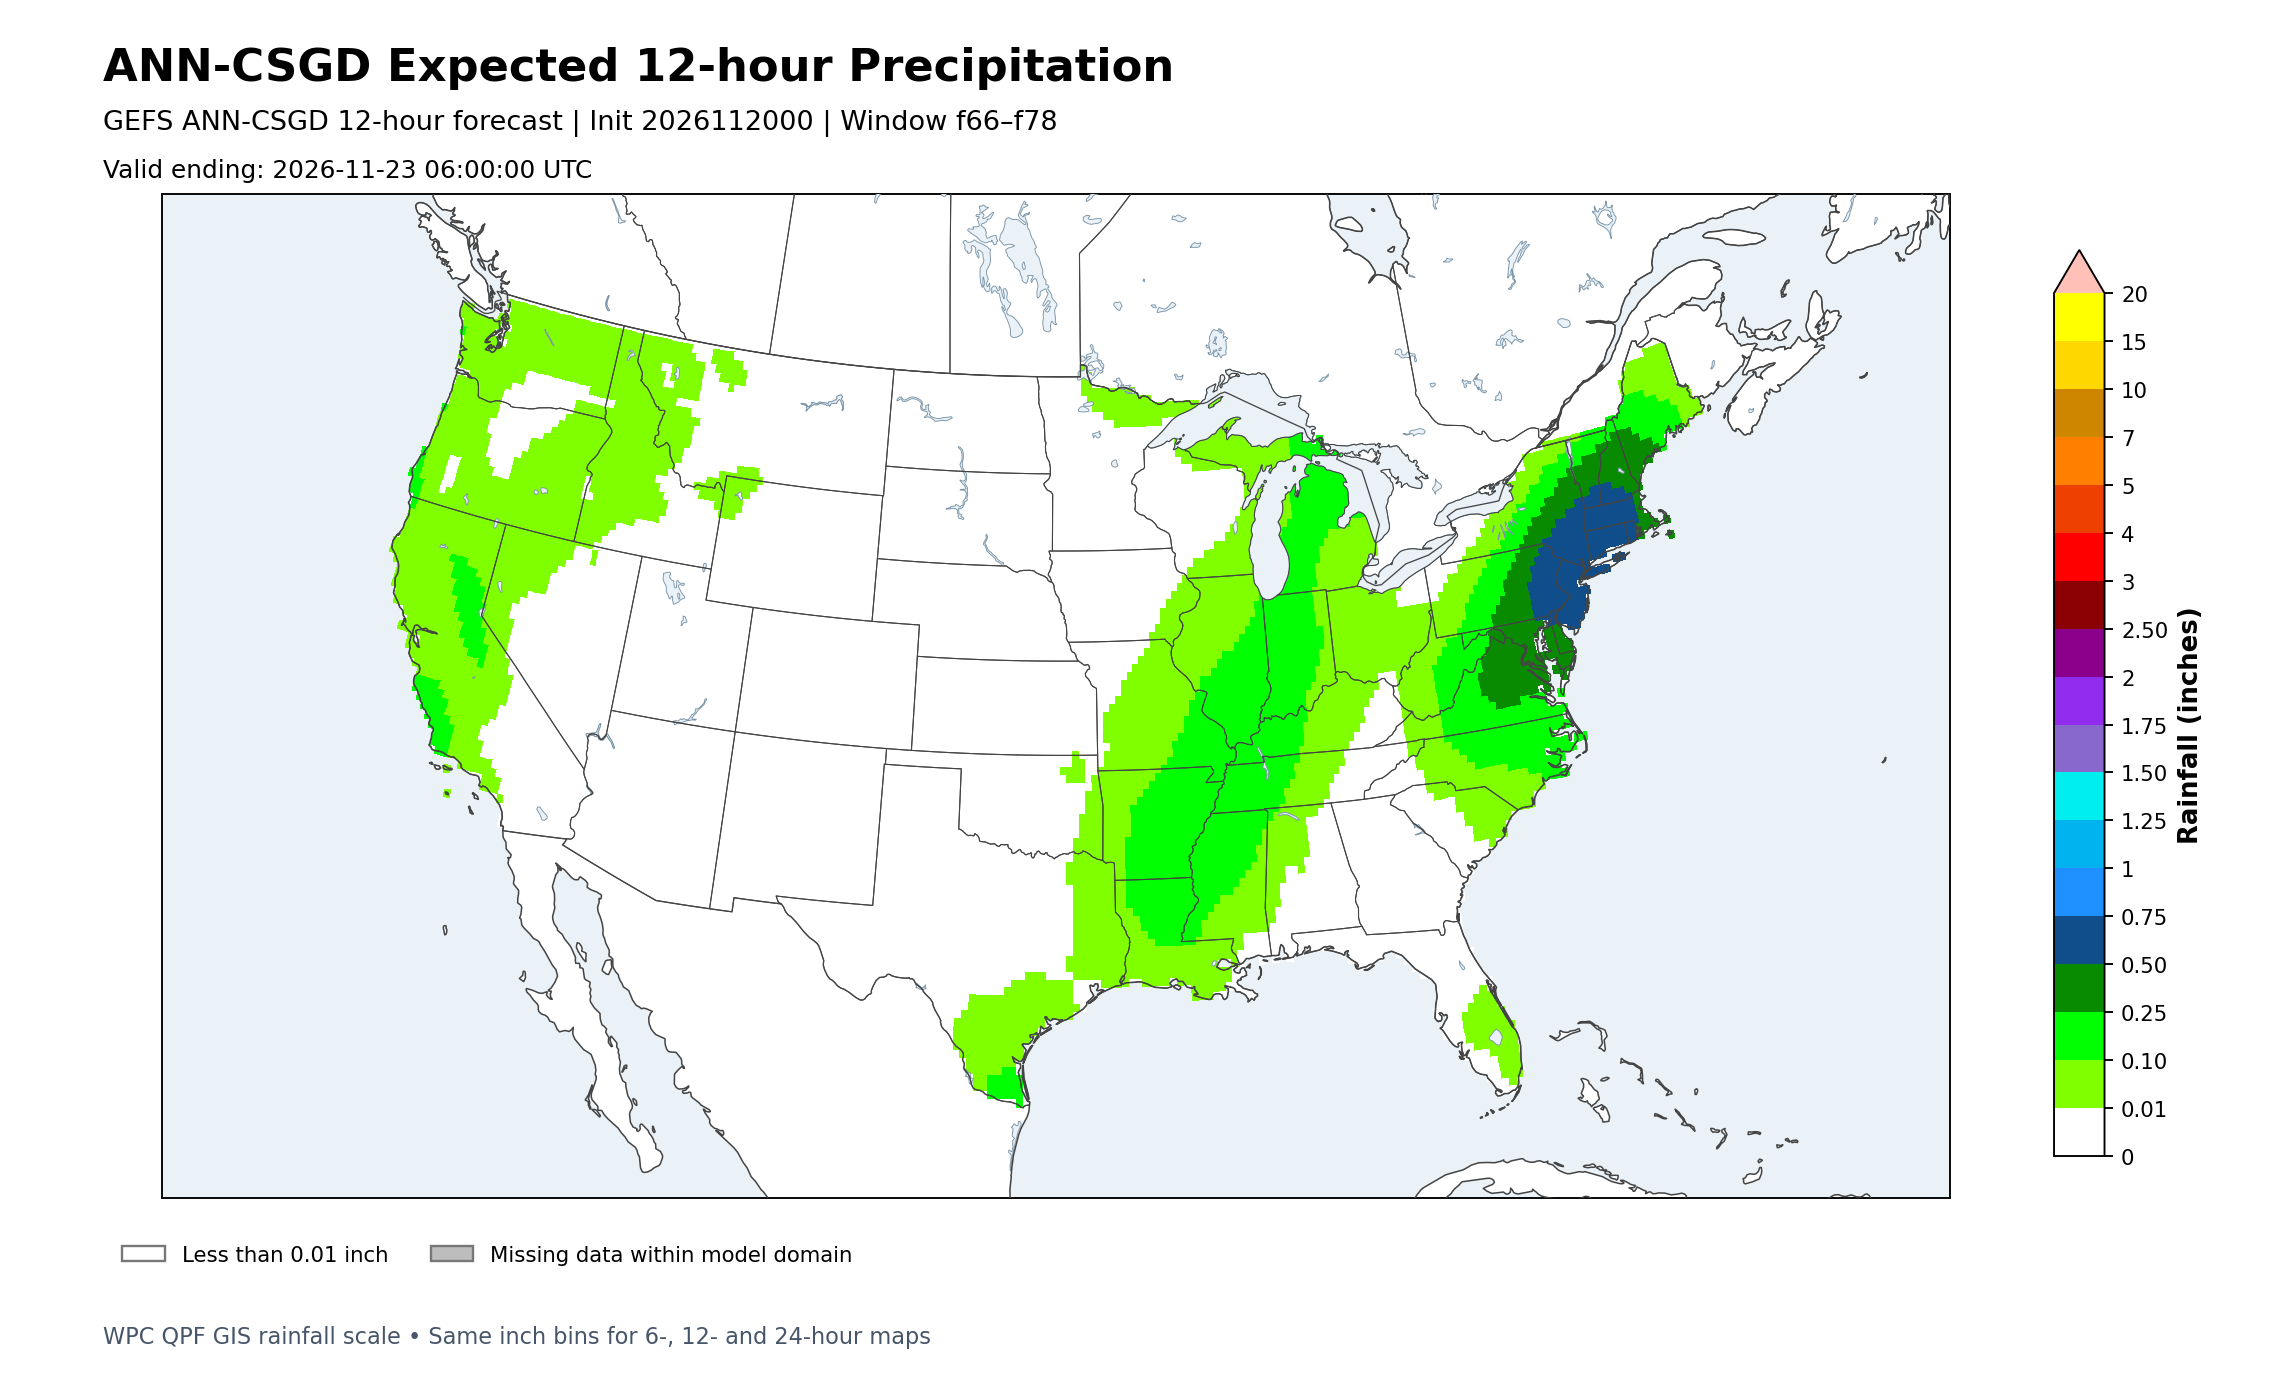 ANN-CSGD Expected 12-hour Precipitation
GEFS ANN-CSGD 12-hour forecast | Init 2026112000 | Window f66–f78
Valid ending: 2026-11-23 06:00:00 UTC
20
15
10
7
5
4
3
2.50
2
1.75
1.50
1.25
1
0.75
0.50
0.25
0.10
0.01
0
Rainfall (inches)
Less than 0.01 inch
Missing data within model domain
WPC QPF GIS rainfall scale • Same inch bins for 6-, 12- and 24-hour maps